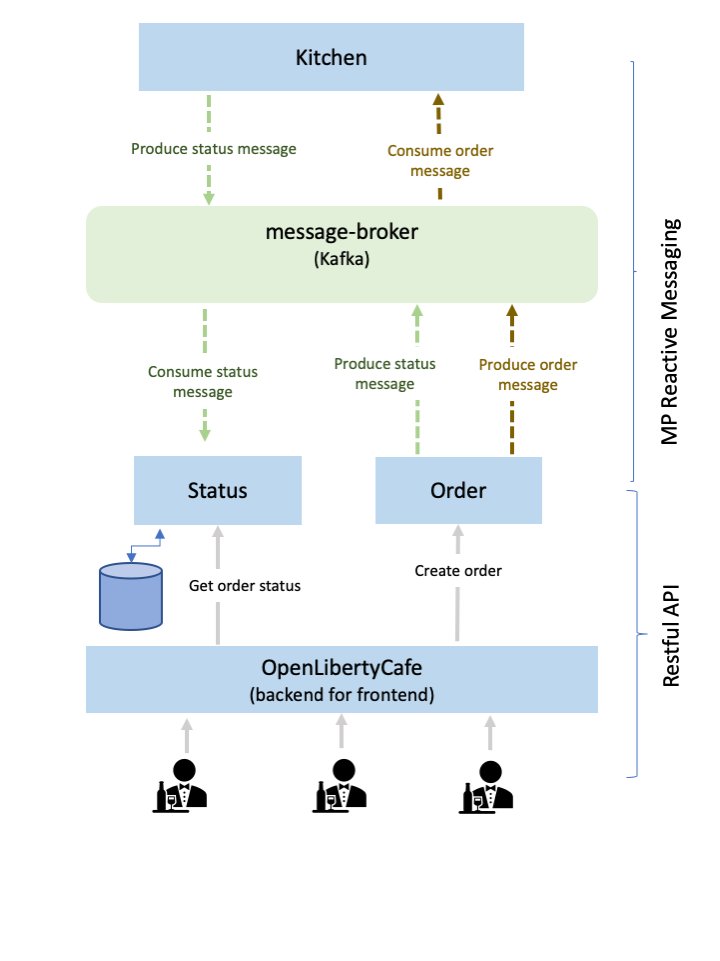 Kitchen
Produce status message
Consume order
message
message-broker
(Kafka)
MP Reactive Messaging
Consume status
message
Produce status
message
Produce order
message
Status
Order
Get order status
Create order
Restful API
OpenLibertyCafe
(backend for frontend)